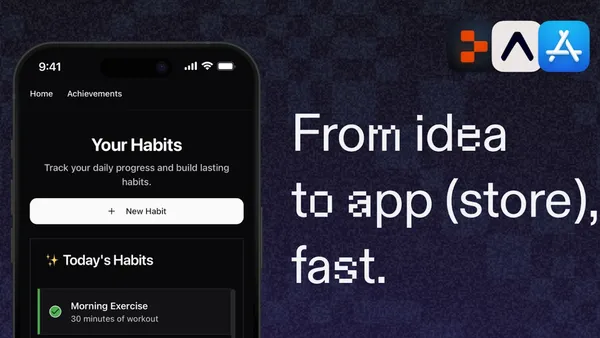 9:41
Home Achievements
Your Habits
Track your daily progress and build lasting
habits.
+ New Habit
✨ Today's Habits
Morning Exercise
30 minutes of workout
From idea
to app (store),
fast.